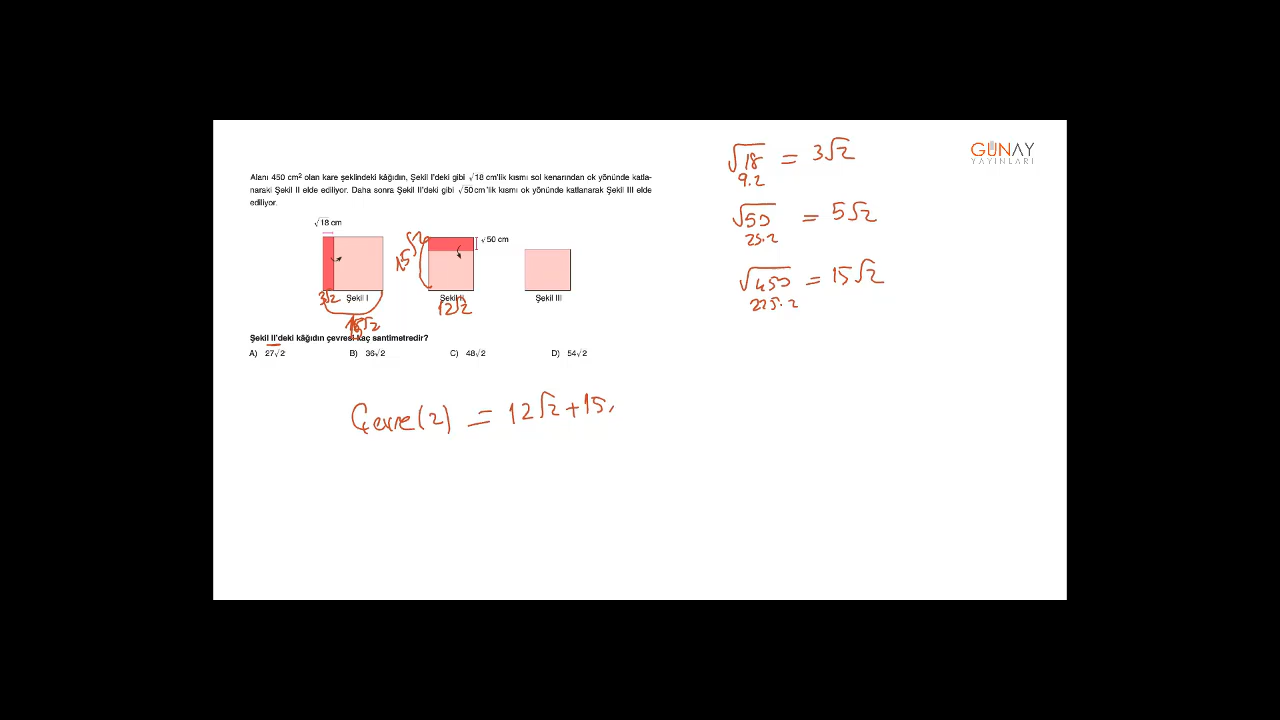 Alanı 450 cm² olan kare şeklindeki kâğıdın, Şekil I'deki gibi √18 cm'lik kısmı sol kenarından ok yönünde katla-
naraki Şekil II elde ediliyor. Daha sonra Şekil II'deki gibi √50 cm'lik kısmı ok yönünde katlanarak Şekil III elde
ediliyor.
√18 cm
√50 cm
15√2
3√2
Şekil I
Şekil II
Şekil III
15√2
12√2
Şekil II'deki kâğıdın çevresi kaç santimetredir?
A) 27√2 B) 36√2 C) 48√2 D) 54√2
Çevre(2) = 12√2 + 15
√18 = 3√2
9.2
√50 = 5√2
25.2
√450 = 15√2
225.2
GÜNAY
YAYINLARI